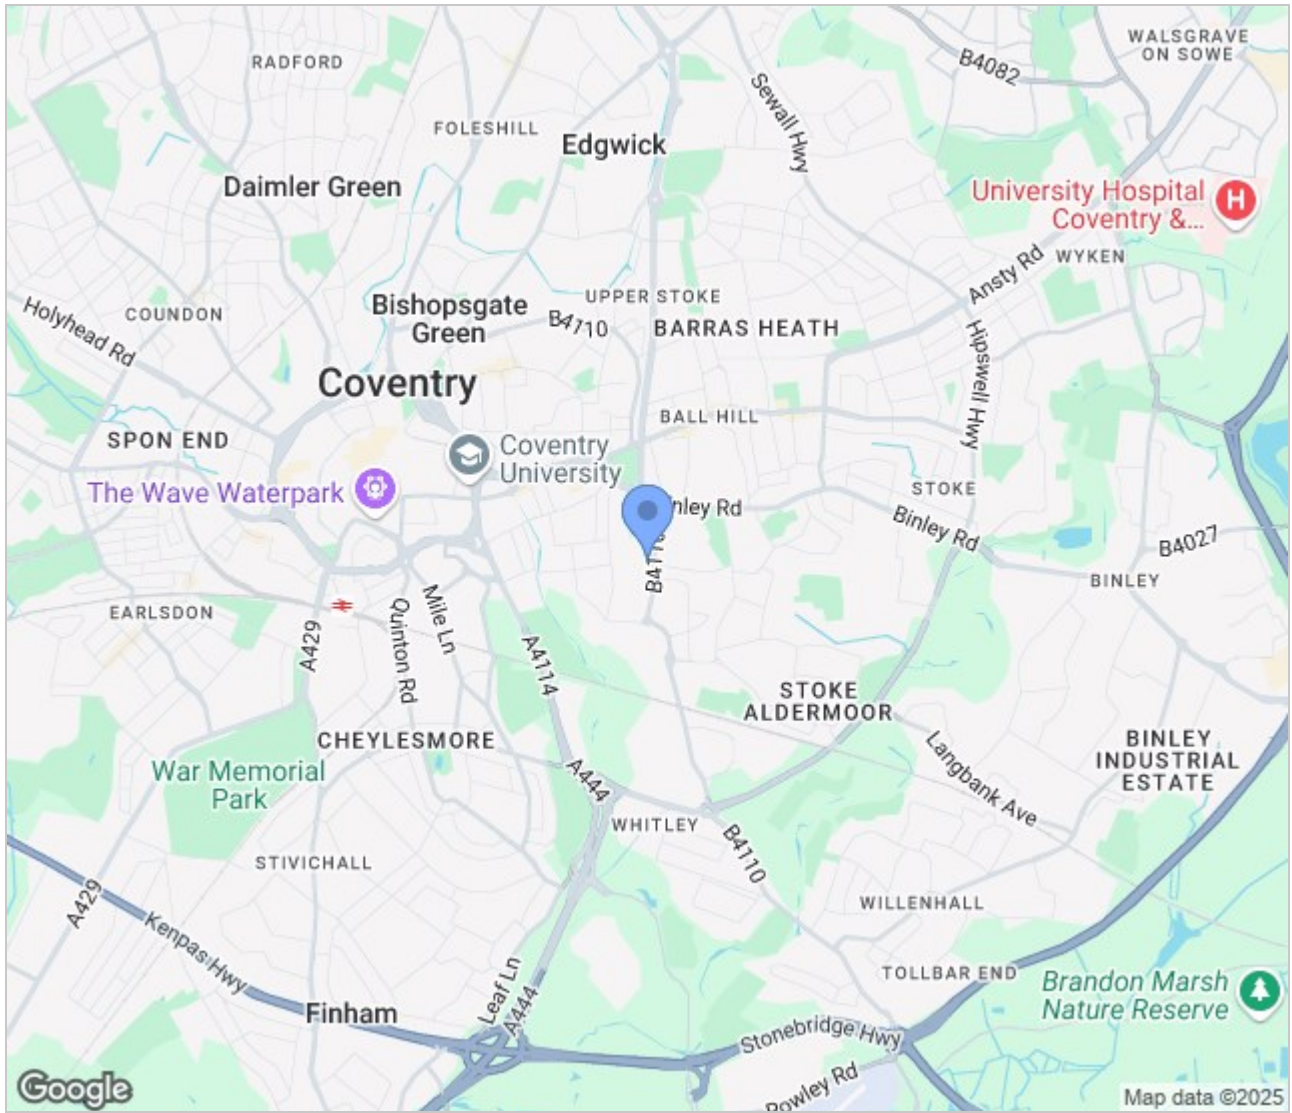 RADFORD
B4082
WALSGRAVE
ON SOWE
Sewall Hwy
FOLESHILL
Edgwick
Daimler Green
University Hospital
Coventry &...
H
WYKEN
Ansty Rd
Holyhead Rd
COUNDON
Bishopsgate
Green
UPPER STOKE
B4110
BARRAS HEATH
Hipswell Hwy
Coventry
BALL HILL
SPON END
Coventry
University
The Wave Waterpark
STOKE
Binley Rd
B4027
BINLEY
EARLSDON
A429
Quinton Rd
Mile Ln
A4114
STOKE
ALDERMOOR
CHEYLESMORE
Langbank Ave
BINLEY
INDUSTRIAL
ESTATE
War Memorial
Park
A444
WHITLEY
B4110
STIVICHALL
A429
WILLENHALL
Kenpas Hwy
TOLLBAR END
Leaf Ln
A444
Brandon Marsh
Nature Reserve
Finham
Stonebridge Hwy
Rowley Rd
Google
Map data ©2025